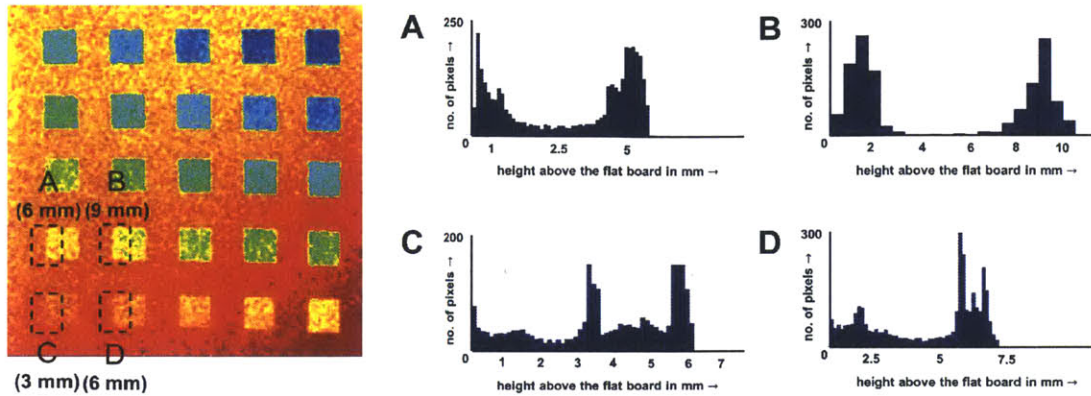 A B
(6 mm) (9 mm)
C D
(3 mm) (6 mm)
A
250
no. of pixels →
0 1 2.5 5
height above the flat board in mm →
B
300
no. of pixels →
0 2 4 6 8 10
height above the flat board in mm →
C
200
no. of pixels →
0 1 2 3 4 5 6 7
height above the flat board in mm →
D
300
no. of pixels →
0 2.5 5 7.5
height above the flat board in mm →